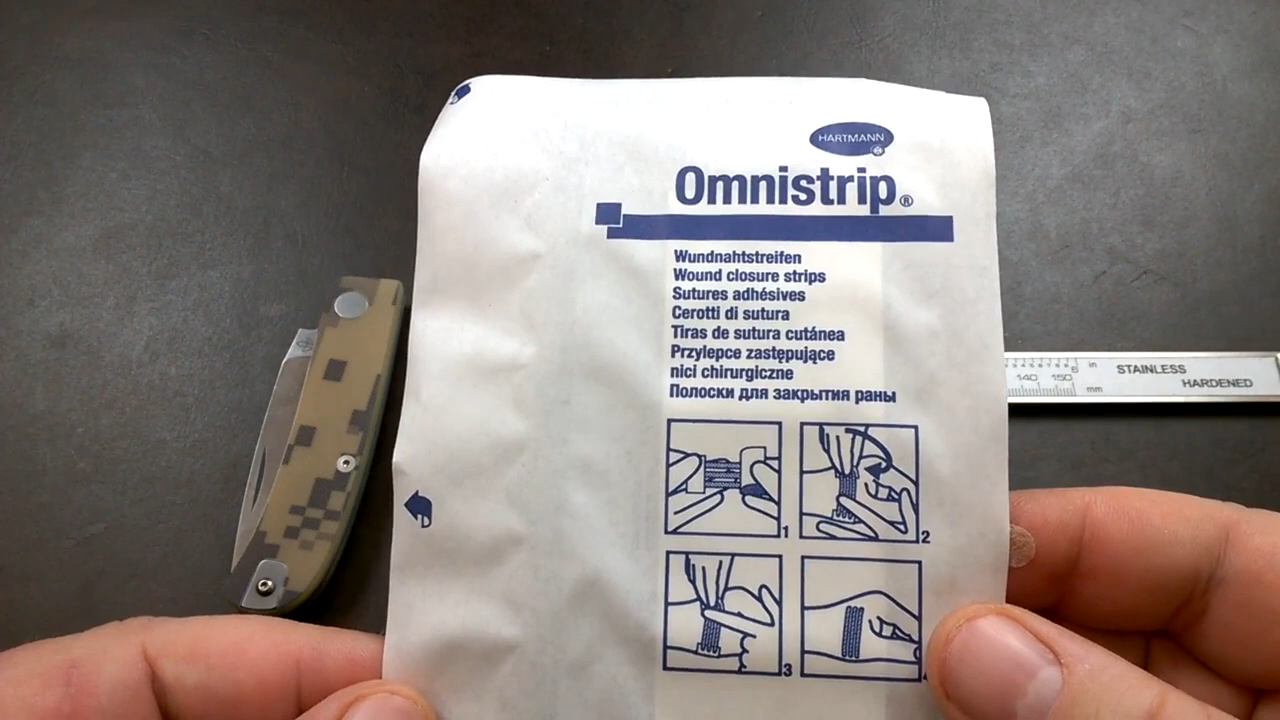 HARTMANN
Omnistrip®
Wundnahtstreifen
Wound closure strips
Sutures adhésives
Cerotti di sutura
Tiras de sutura cutánea
Przylepce zastępujące
nici chirurgiczne
Полоски для закрытия раны
1
2
3
6 in
140 150 mm
STAINLESS
HARDENED